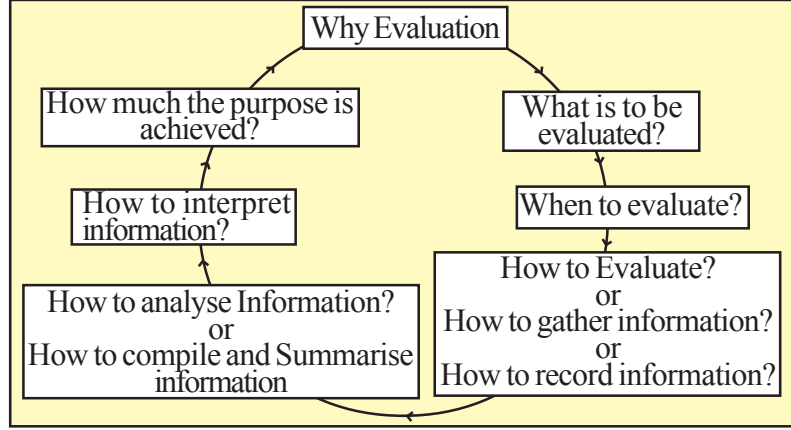 Why Evaluation
What is to be
evaluated?
When to evaluate?
How to Evaluate?
or
How to gather information?
or
How to record information?
How to analyse Information?
or
How to compile and Summarise
information
How to interpret
information?
How much the purpose is
achieved?